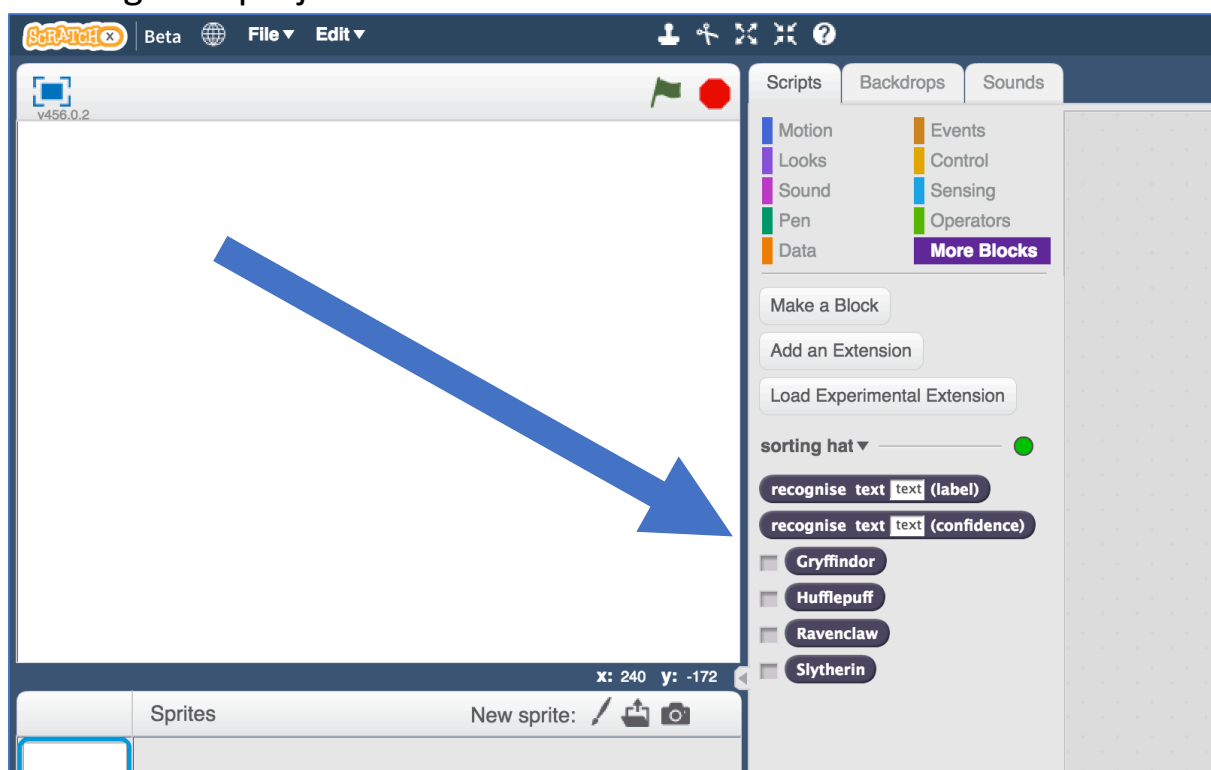 SCRATCHX Beta File▼ Edit▼
v456.0.2
Scripts Backdrops Sounds
Motion Events
Looks Control
Sound Sensing
Pen Operators
Data More Blocks
Make a Block
Add an Extension
Load Experimental Extension
sorting hat▼
recognise text text (label)
recognise text text (confidence)
Gryffindor
Hufflepuff
Ravenclaw
Slytherin
x: 240 y: -172
Sprites New sprite: